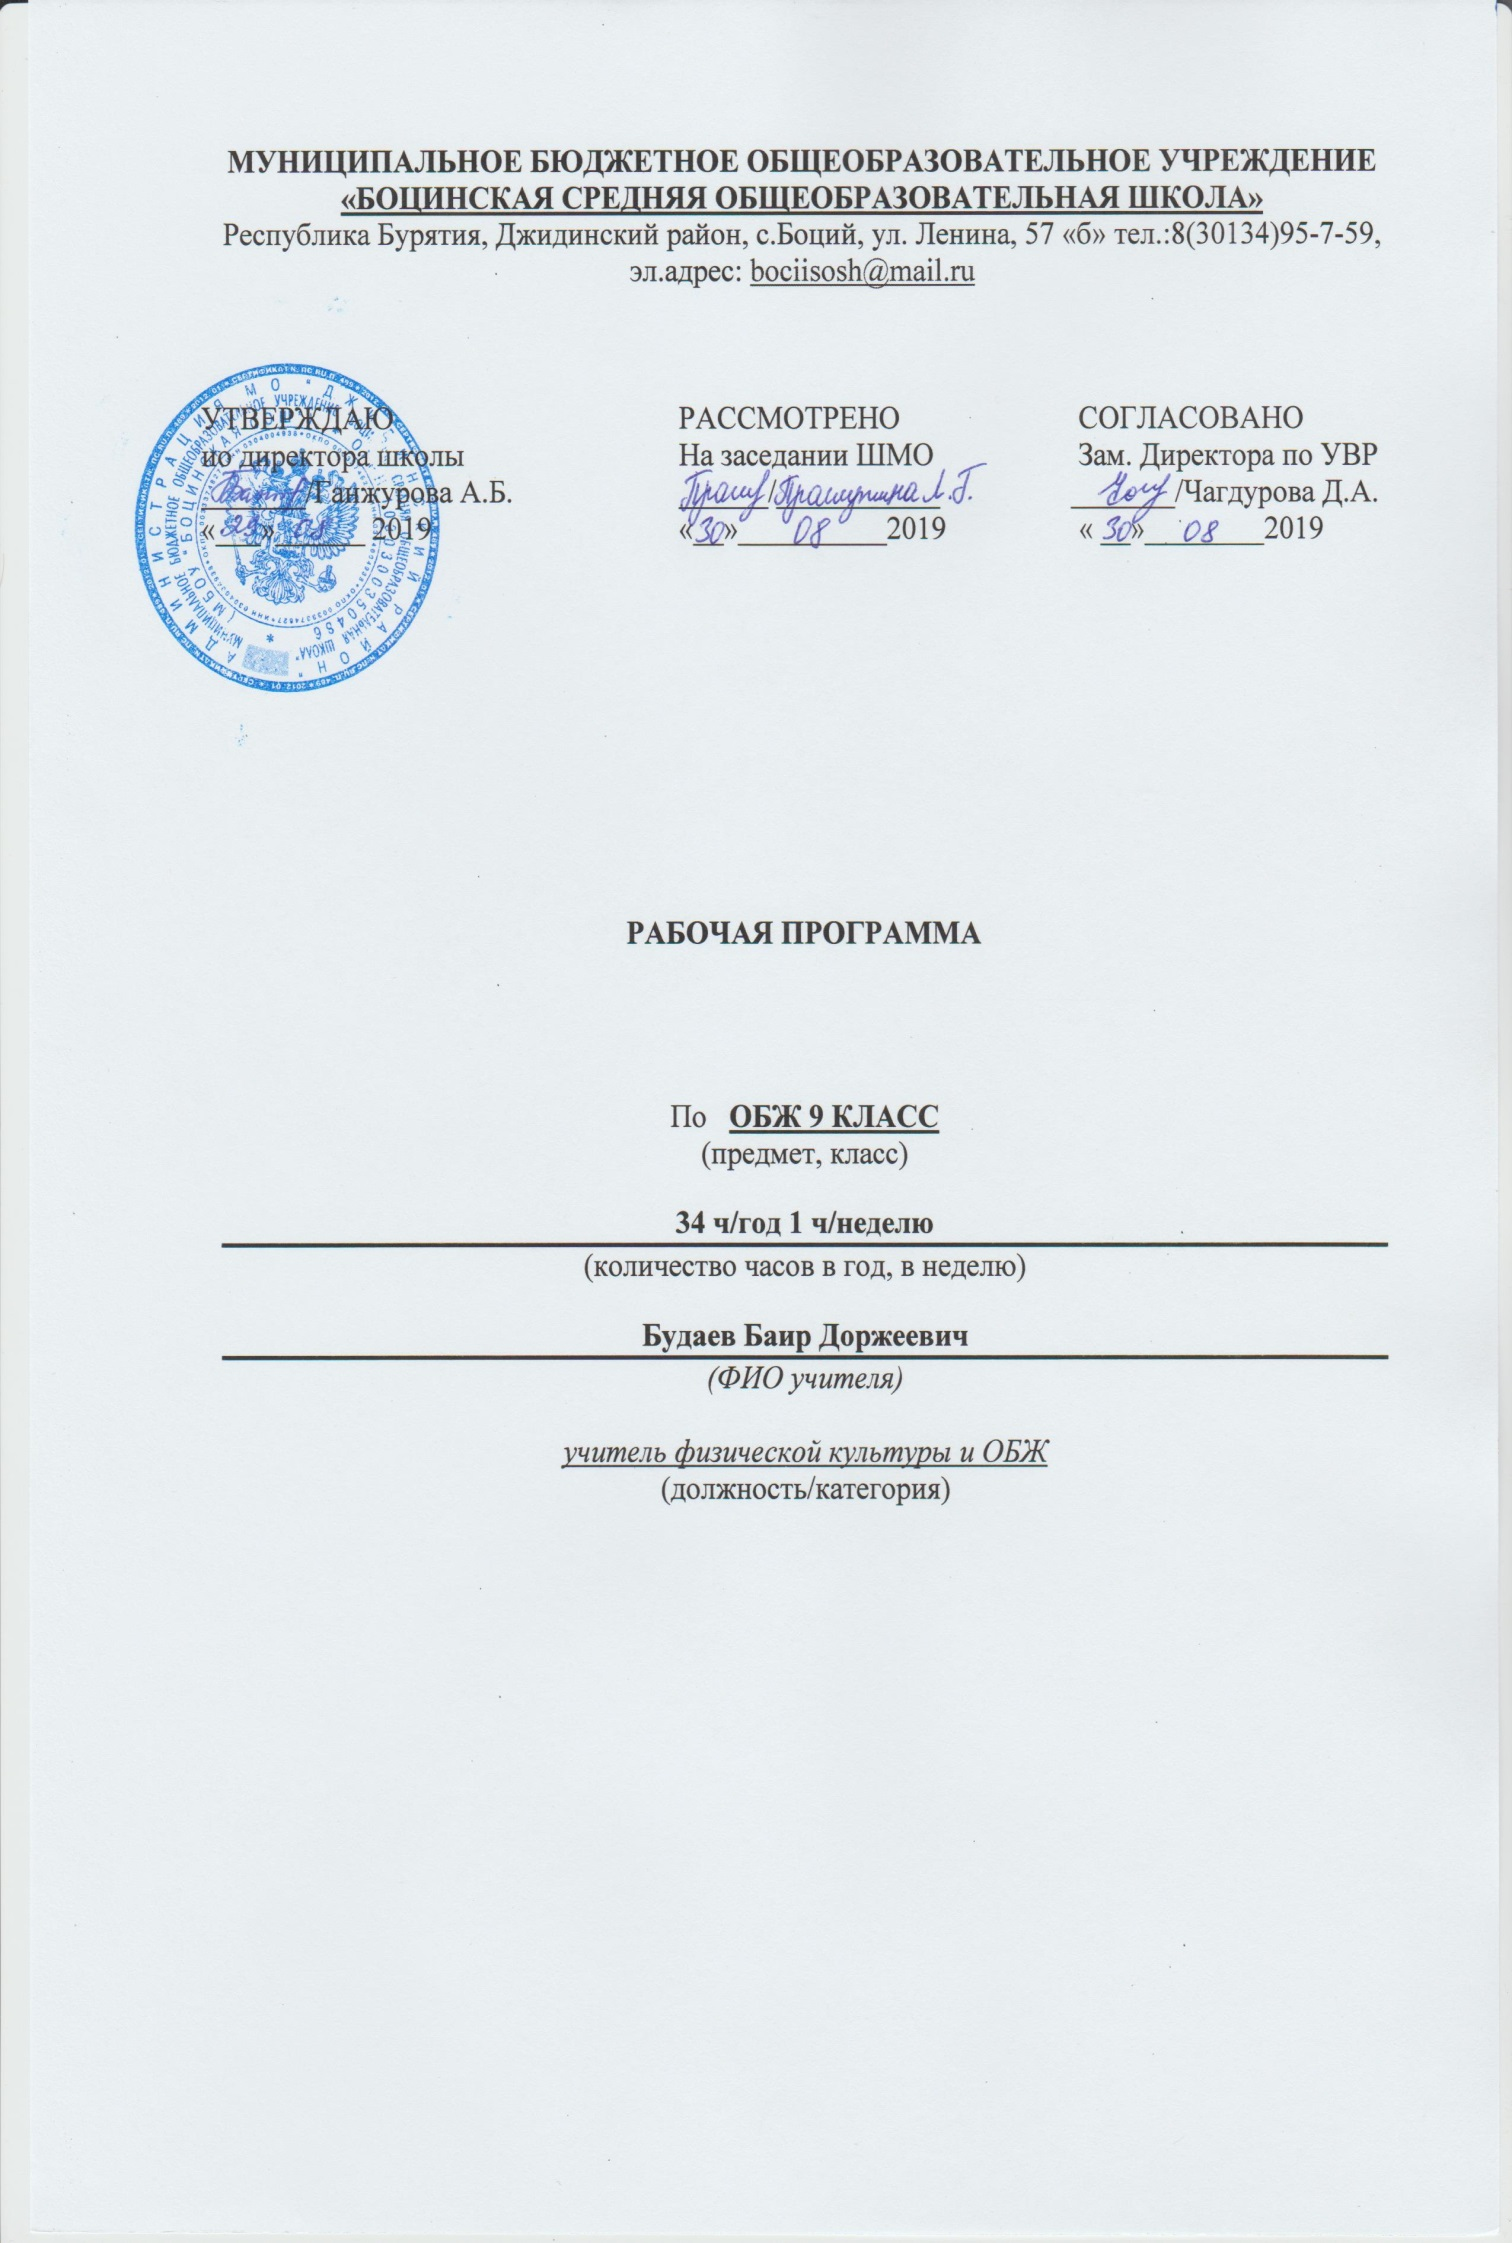 МУНИЦИПАЛЬНОЕ БЮДЖЕТНОЕ ОБЩЕОБРАЗОВАТЕЛЬНОЕ УЧРЕЖДЕНИЕ
«БОЦИНСКАЯ СРЕДНЯЯ ОБЩЕОБРАЗОВАТЕЛЬНАЯ ШКОЛА»
Республика Бурятия, Джидинский район, с.Боций, ул. Ленина, 57 «б» тел.:8(30134)95-7-59,
эл.адрес: bociisosh@mail.ru
УТВЕРЖДАЮ
ио директора школы
/Ганжурова А.Б.
«29» 08 2019
РАССМОТРЕНО
На заседании ШМО
«30» 08 2019
СОГЛАСОВАНО
Зам. Директора по УВР
/Чагдурова Д.А.
« 30» 08 2019
РАБОЧАЯ ПРОГРАММА
По ОБЖ 9 КЛАСС
(предмет, класс)
34 ч/год 1 ч/неделю
(количество часов в год, в неделю)
Будаев Баир Доржеевич
(ФИО учителя)
учитель физической культуры и ОБЖ
(должность/категория)